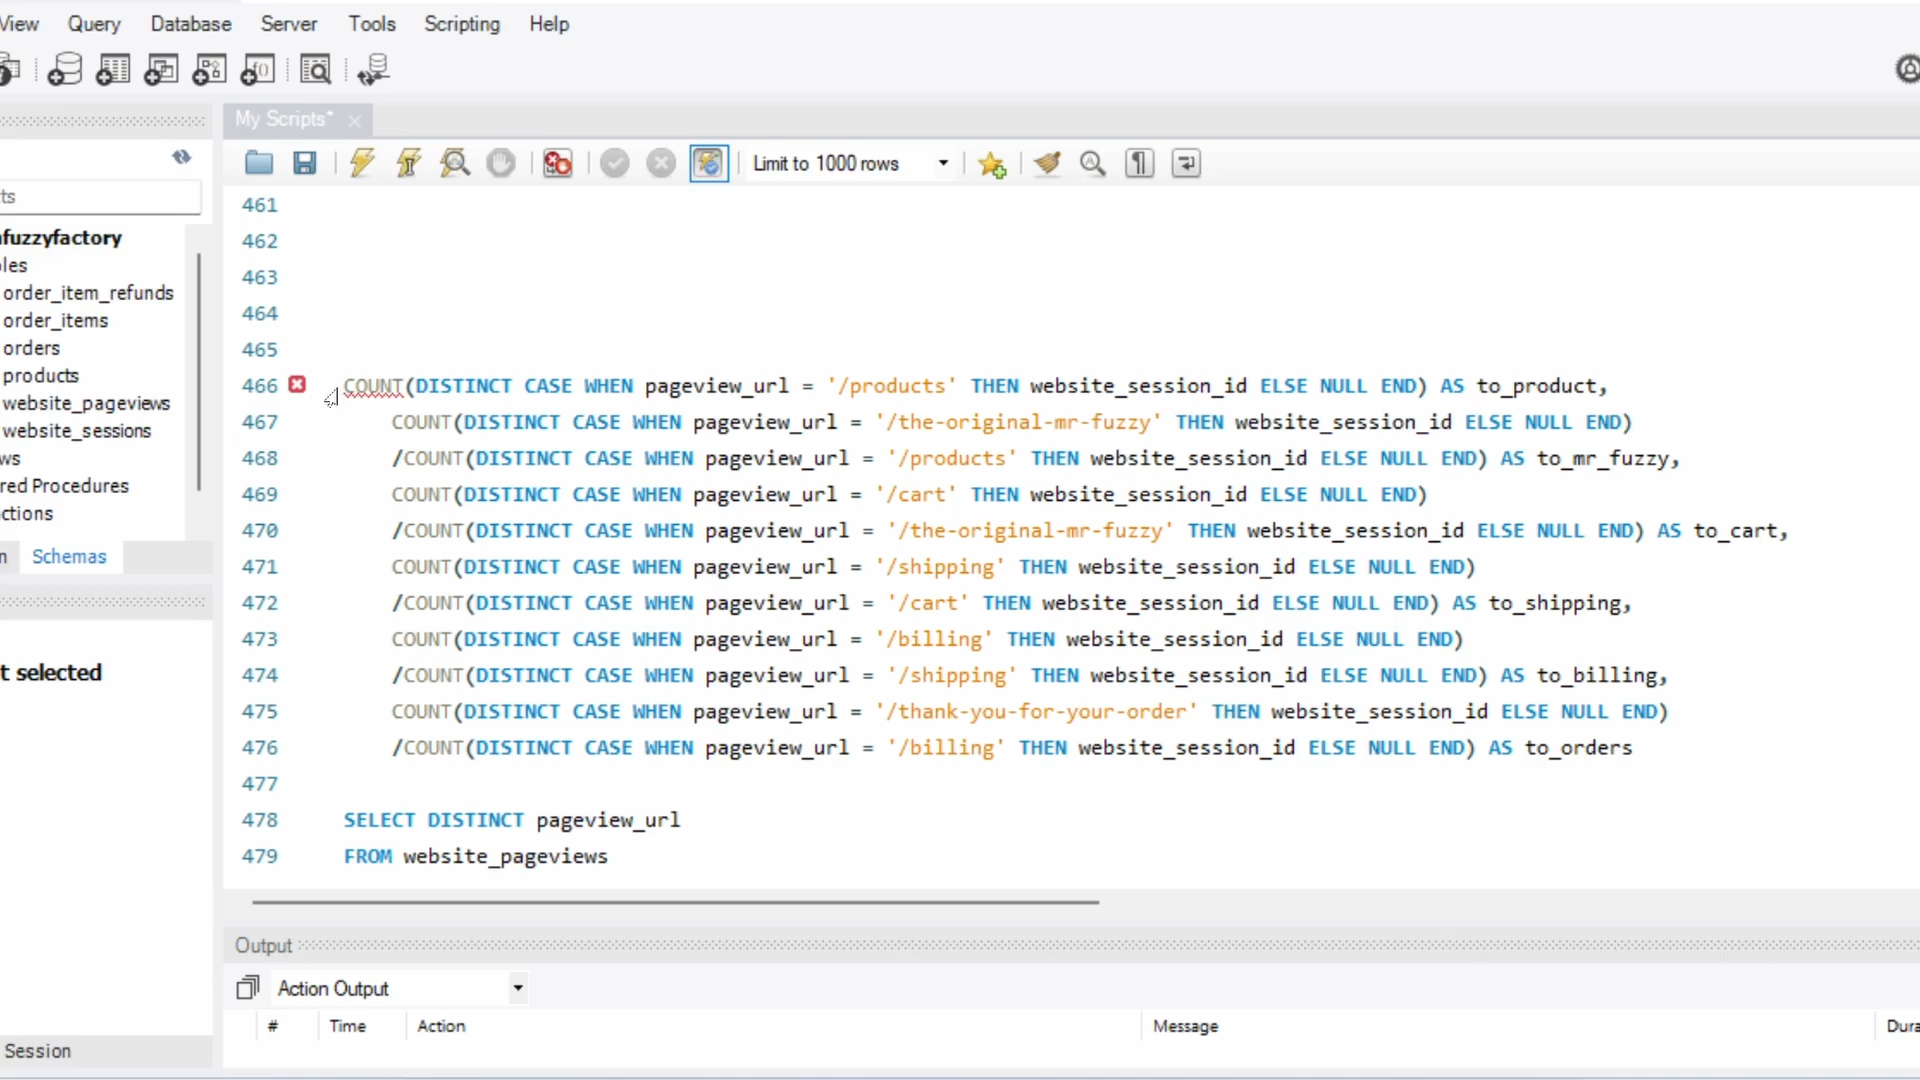 View Query Database Server Tools Scripting Help
My Scripts*
Limit to 1000 rows
461
462
463
464
465
466 COUNT(DISTINCT CASE WHEN pageview_url = '/products' THEN website_session_id ELSE NULL END) AS to_product,
467 COUNT(DISTINCT CASE WHEN pageview_url = '/the-original-mr-fuzzy' THEN website_session_id ELSE NULL END)
468 /COUNT(DISTINCT CASE WHEN pageview_url = '/products' THEN website_session_id ELSE NULL END) AS to_mr_fuzzy,
469 COUNT(DISTINCT CASE WHEN pageview_url = '/cart' THEN website_session_id ELSE NULL END)
470 /COUNT(DISTINCT CASE WHEN pageview_url = '/the-original-mr-fuzzy' THEN website_session_id ELSE NULL END) AS to_cart,
471 COUNT(DISTINCT CASE WHEN pageview_url = '/shipping' THEN website_session_id ELSE NULL END)
472 /COUNT(DISTINCT CASE WHEN pageview_url = '/cart' THEN website_session_id ELSE NULL END) AS to_shipping,
473 COUNT(DISTINCT CASE WHEN pageview_url = '/billing' THEN website_session_id ELSE NULL END)
474 /COUNT(DISTINCT CASE WHEN pageview_url = '/shipping' THEN website_session_id ELSE NULL END) AS to_billing,
475 COUNT(DISTINCT CASE WHEN pageview_url = '/thank-you-for-your-order' THEN website_session_id ELSE NULL END)
476 /COUNT(DISTINCT CASE WHEN pageview_url = '/billing' THEN website_session_id ELSE NULL END) AS to_orders
477
478 SELECT DISTINCT pageview_url
479 FROM website_pageviews
ts
fuzzyfactory
les
order_item_refunds
order_items
orders
products
website_pageviews
website_sessions
ws
red Procedures
ctions
n Schemas
t selected
Session
Output
Action Output
# Time Action Message Dura